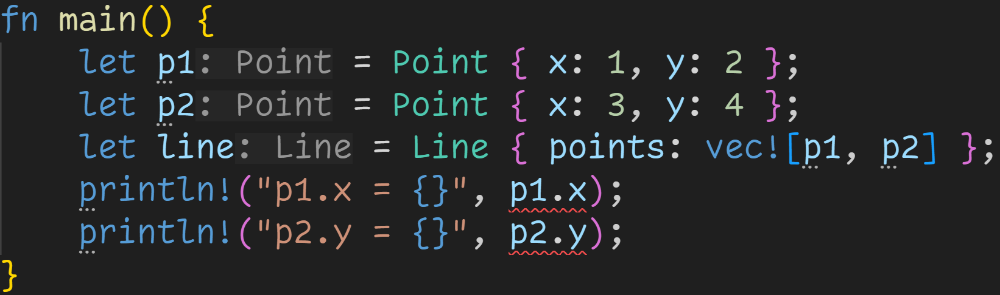 fn main() {
    let p1: Point = Point { x: 1, y: 2 };
    let p2: Point = Point { x: 3, y: 4 };
    let line: Line = Line { points: vec![p1, p2] };
    println!("p1.x = {}", p1.x);
    println!("p2.y = {}", p2.y);
}